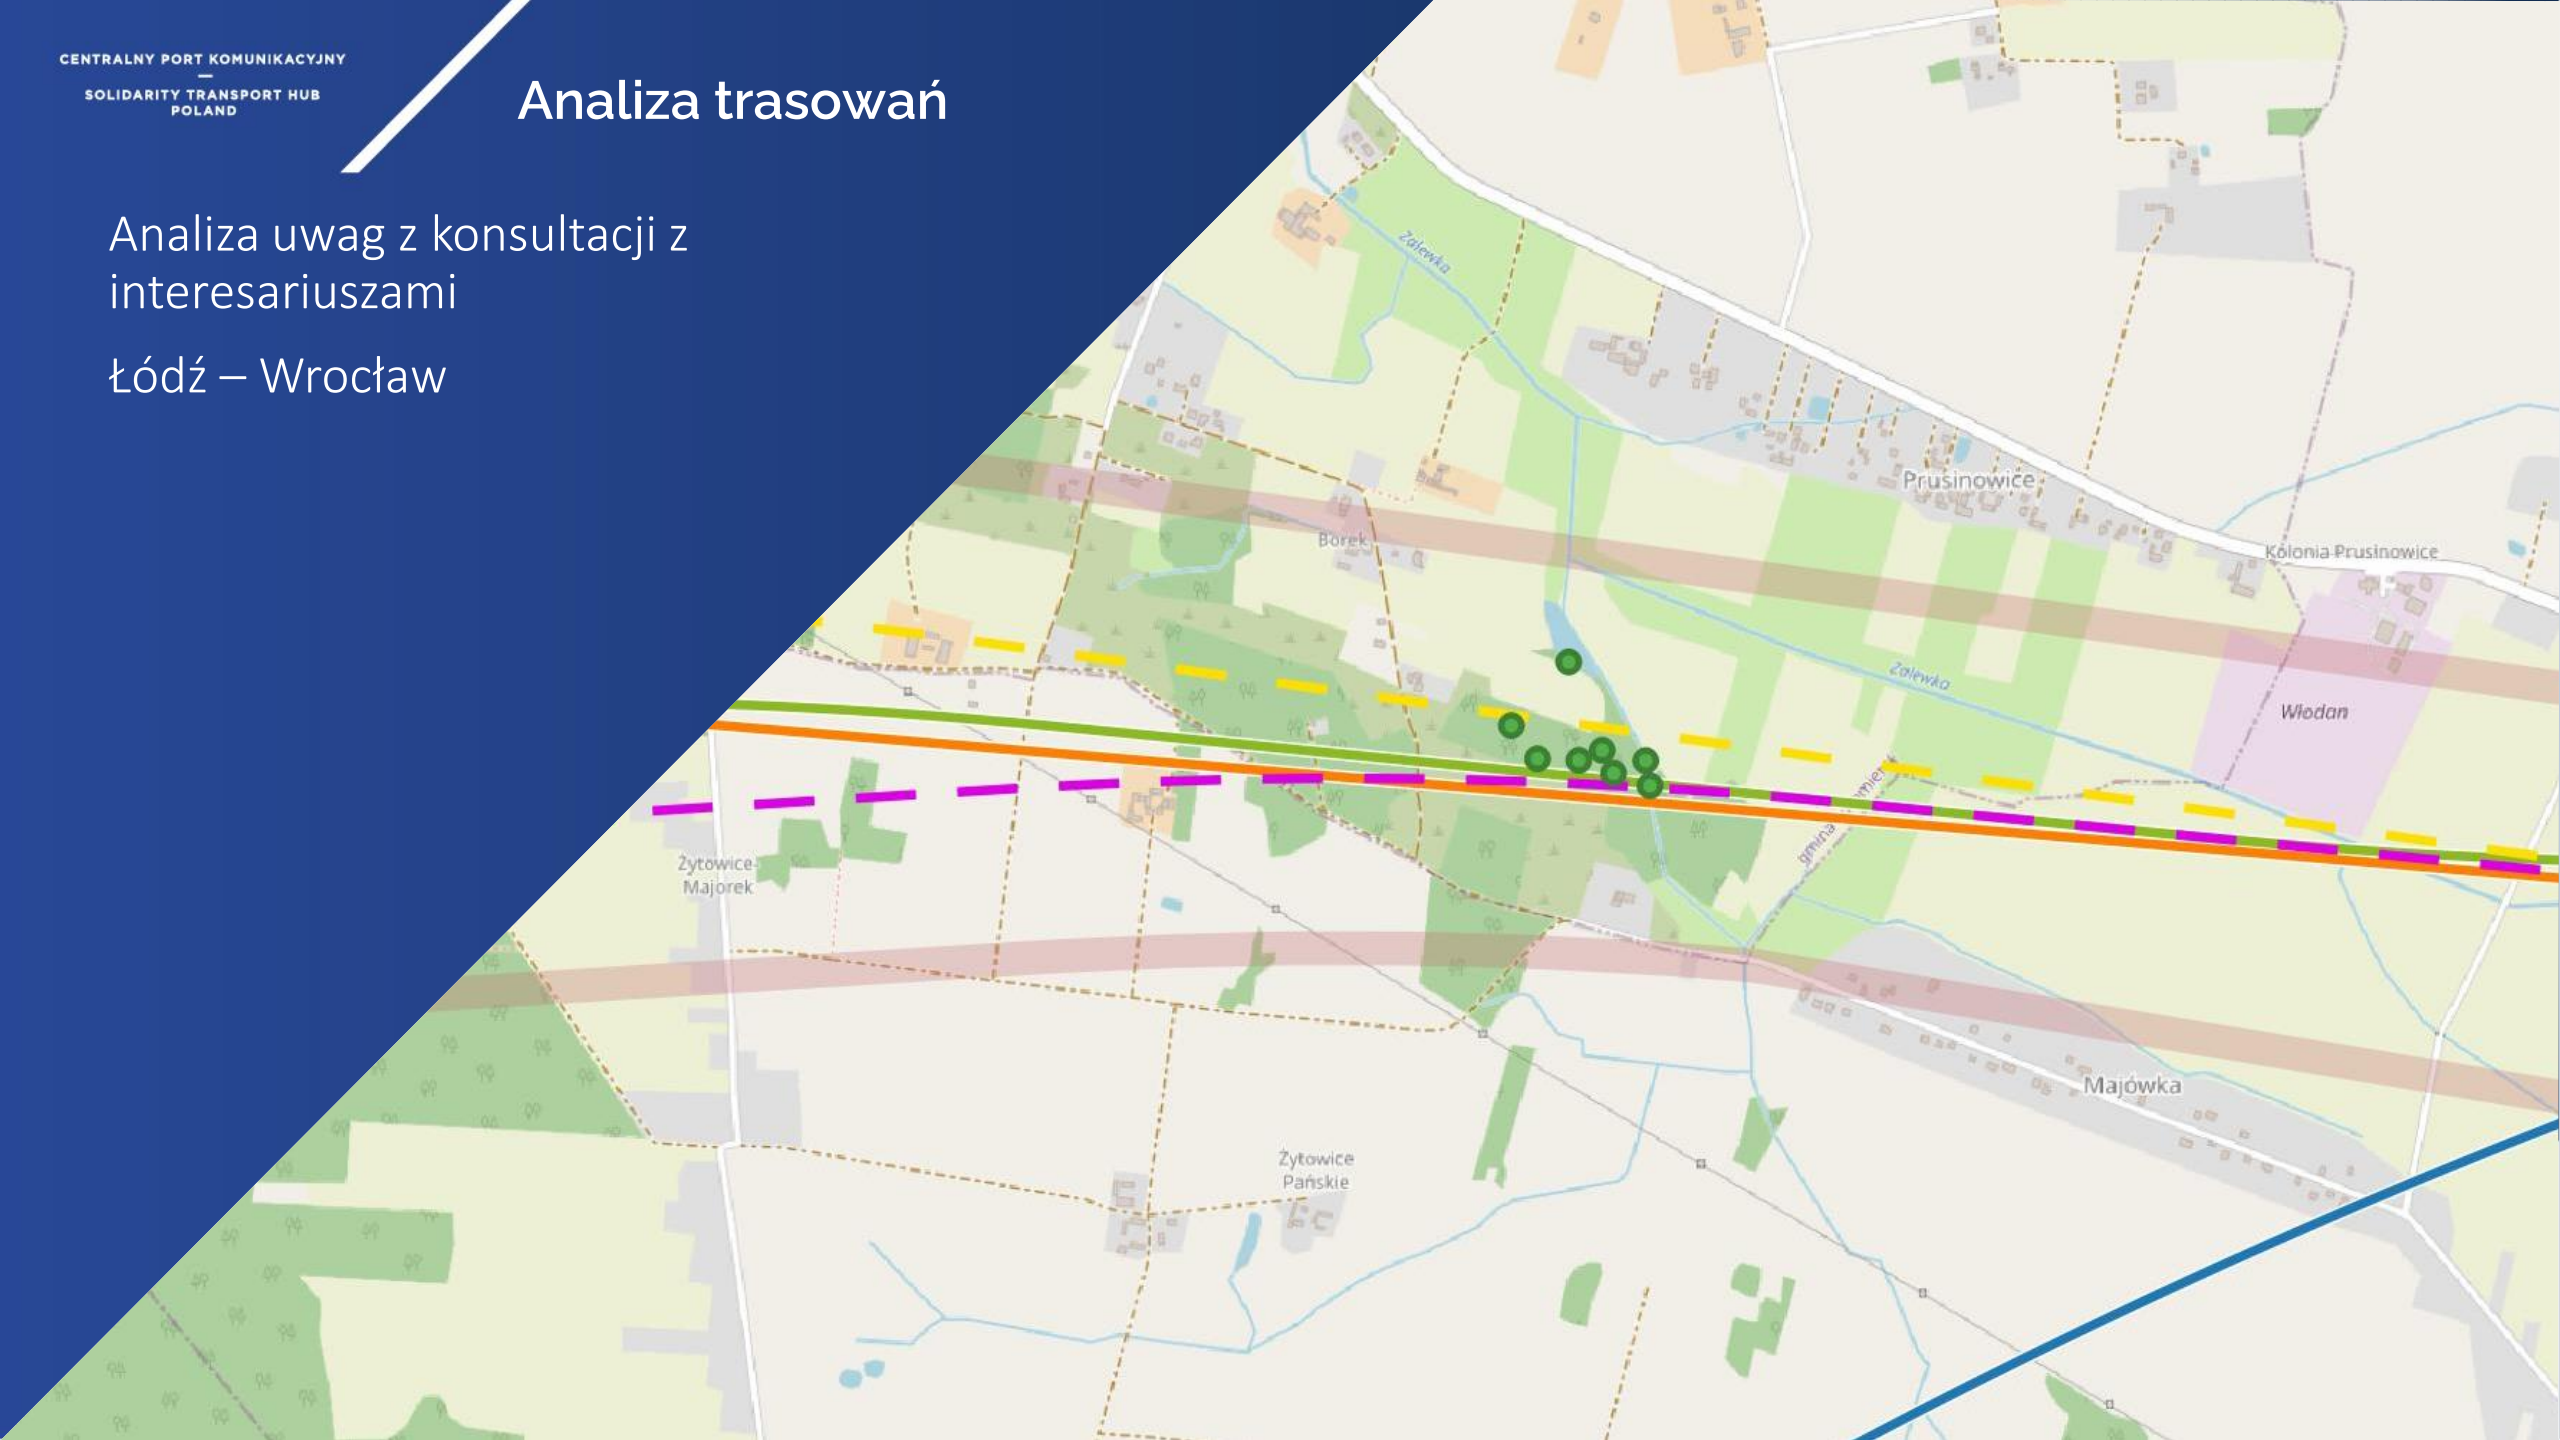 CENTRALNY PORT KOMUNIKACYJNY
—
SOLIDARITY TRANSPORT HUB
POLAND
Analiza trasowań
Analiza uwag z konsultacji z
interesariuszami
Łódź – Wrocław
Zalewka
Prusinowice
Borek
Kolonia Prusinowice
Zalewka
Włodan
gmina
Żytowice-
Majorek
Majówka
Żytowice
Pańskie